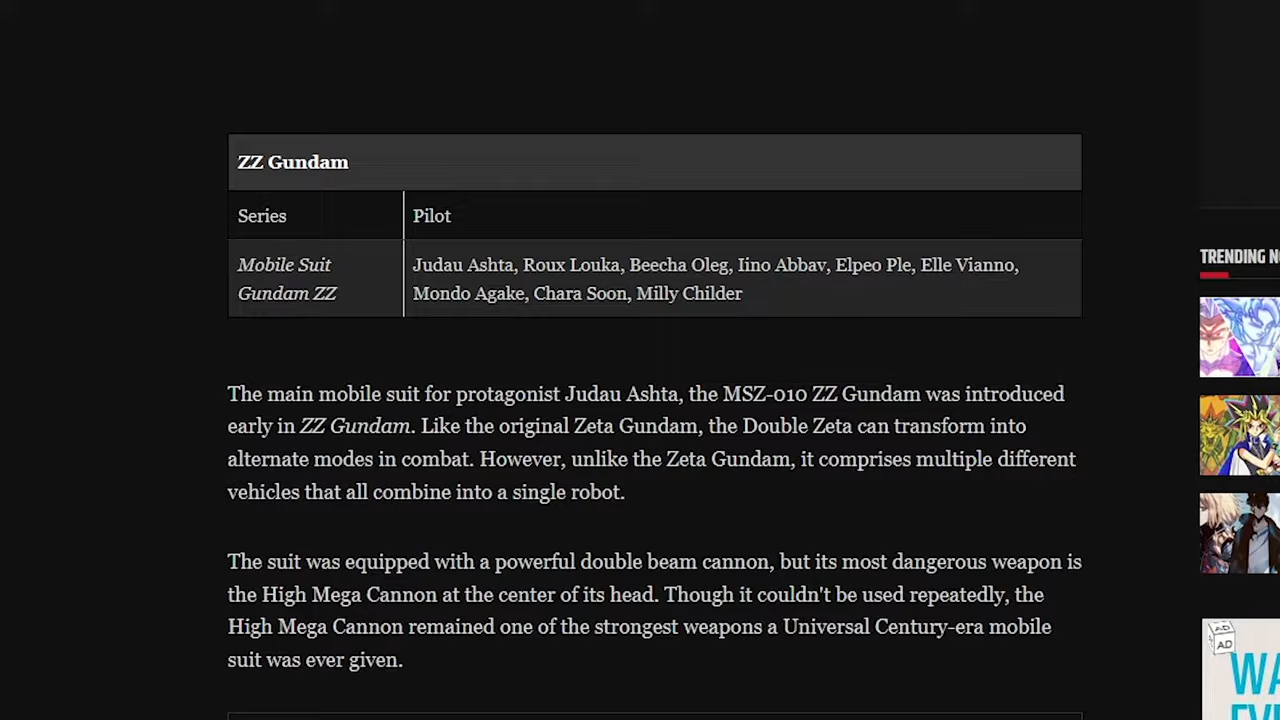 ZZ Gundam
Series
Pilot
Mobile Suit
Gundam ZZ
Judau Ashta, Roux Louka, Beecha Oleg, Iino Abbav, Elpeo Ple, Elle Vianno,
Mondo Agake, Chara Soon, Milly Childer
The main mobile suit for protagonist Judau Ashta, the MSZ-010 ZZ Gundam was introduced
early in ZZ Gundam. Like the original Zeta Gundam, the Double Zeta can transform into
alternate modes in combat. However, unlike the Zeta Gundam, it comprises multiple different
vehicles that all combine into a single robot.
The suit was equipped with a powerful double beam cannon, but its most dangerous weapon is
the High Mega Cannon at the center of its head. Though it couldn't be used repeatedly, the
High Mega Cannon remained one of the strongest weapons a Universal Century-era mobile
suit was ever given.
TRENDING
AD
AD